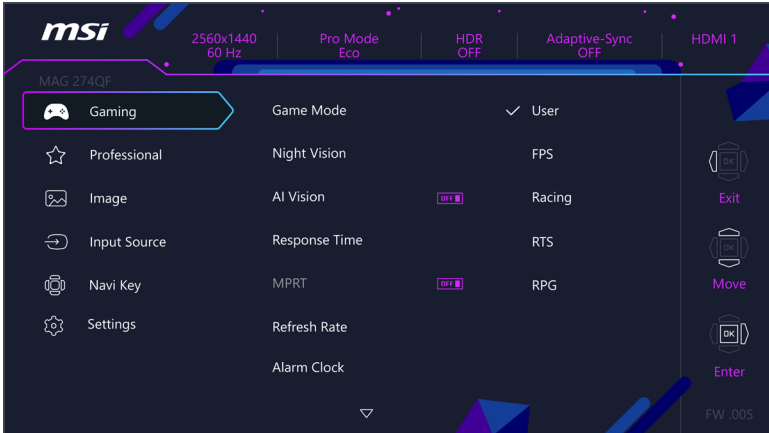 msi
2560x1440 Pro Mode HDR Adaptive-Sync HDMI 1
60 Hz Eco OFF OFF
MAG 274QF
Gaming Game Mode User
Professional Night Vision FPS
OK
Image AI Vision OFF Racing Exit
Input Source Response Time RTS
OK
Navi Key MPRT OFF RPG Move
Settings Refresh Rate
OK
Alarm Clock Enter
FW .005